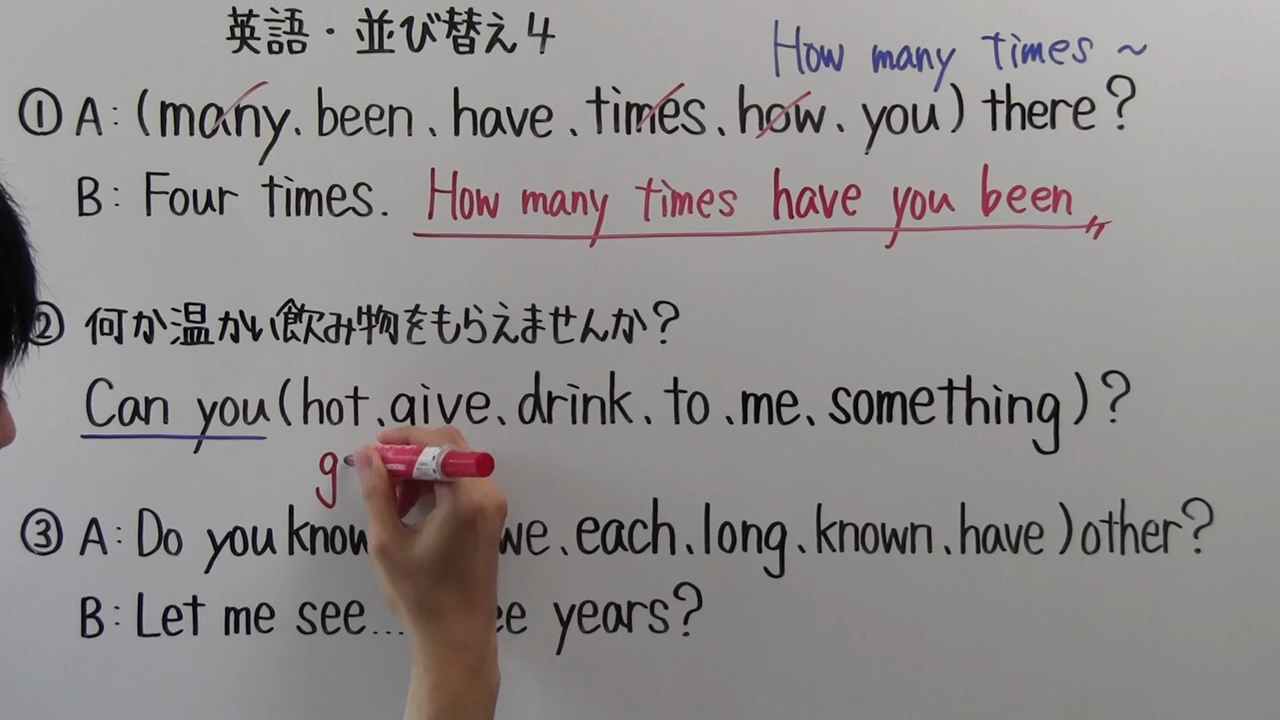 英語・並び替え4
How many times ~
① A: (many、been、have、times、how、you) there?
B: Four times. How many times have you been
② 何か温かい飲み物をもらえませんか?
Can you (hot、give、drink、to、me、something)?
g
③ A: Do you know we、each、long、known、have) other?
B: Let me see... ee years?